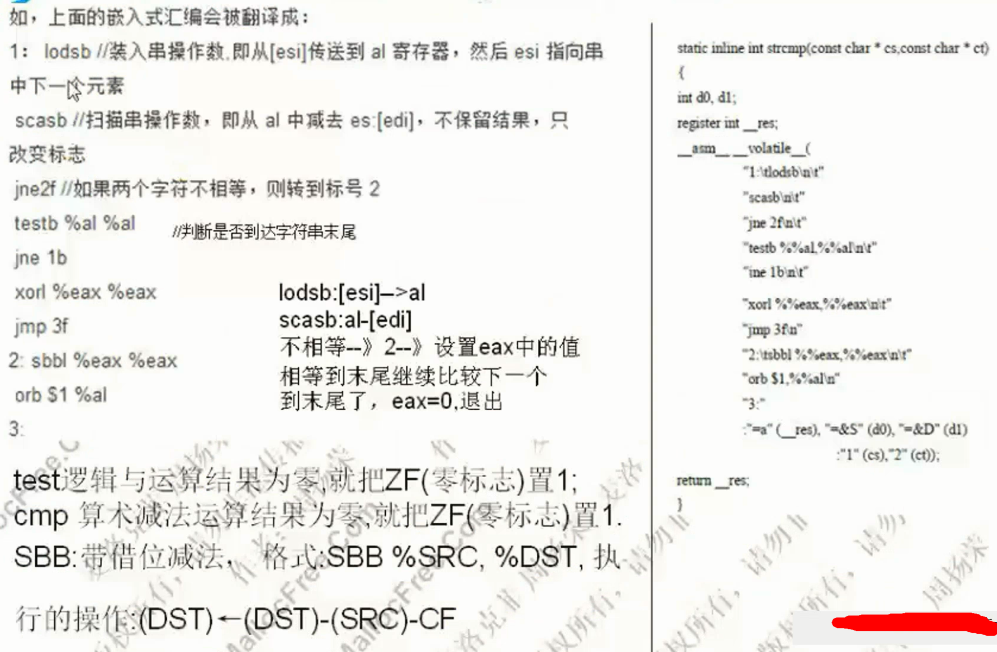 如，上面的嵌入式汇编会被翻译成：
1： lodsb //装入串操作数,即从[esi]传送到 al 寄存器，然后 esi 指向串
中下一个元素
scasb //扫描串操作数，即从 al 中减去 es:[edi]，不保留结果，只
改变标志
jne2f //如果两个字符不相等，则转到标号 2
testb %al %al //判断是否到达字符串末尾
jne 1b
xorl %eax %eax
jmp 3f
2: sbbl %eax %eax
orb $1 %al
3:
lodsb:[esi]-->al
scasb:al-[edi]
不相等--》2--》设置eax中的值
相等到末尾继续比较下一个
到末尾了，eax=0,退出
test逻辑与运算结果为零,就把ZF(零标志)置1;
cmp 算术减法运算结果为零,就把ZF(零标志)置1.
SBB:带借位减法， 格式:SBB %SRC, %DST, 执
行的操作:(DST)←(DST)-(SRC)-CF
static inline int strcmp(const char * cs,const char * ct)
{
int d0, d1;
register int __res;
__asm__ __volatile__(
"1:\tlodsb\n\t"
"scasb\n\t"
"jne 2f\n\t"
"testb %%al,%%al\n\t"
"jne 1b\n\t"
"xorl %%eax,%%eax\n\t"
"jmp 3f\n"
"2:\tsbbl %%eax,%%eax\n\t"
"orb $1,%%al\n"
"3:"
:"=a" (__res), "=&S" (d0), "=&D" (d1)
:"1" (cs),"2" (ct));
return __res;
}